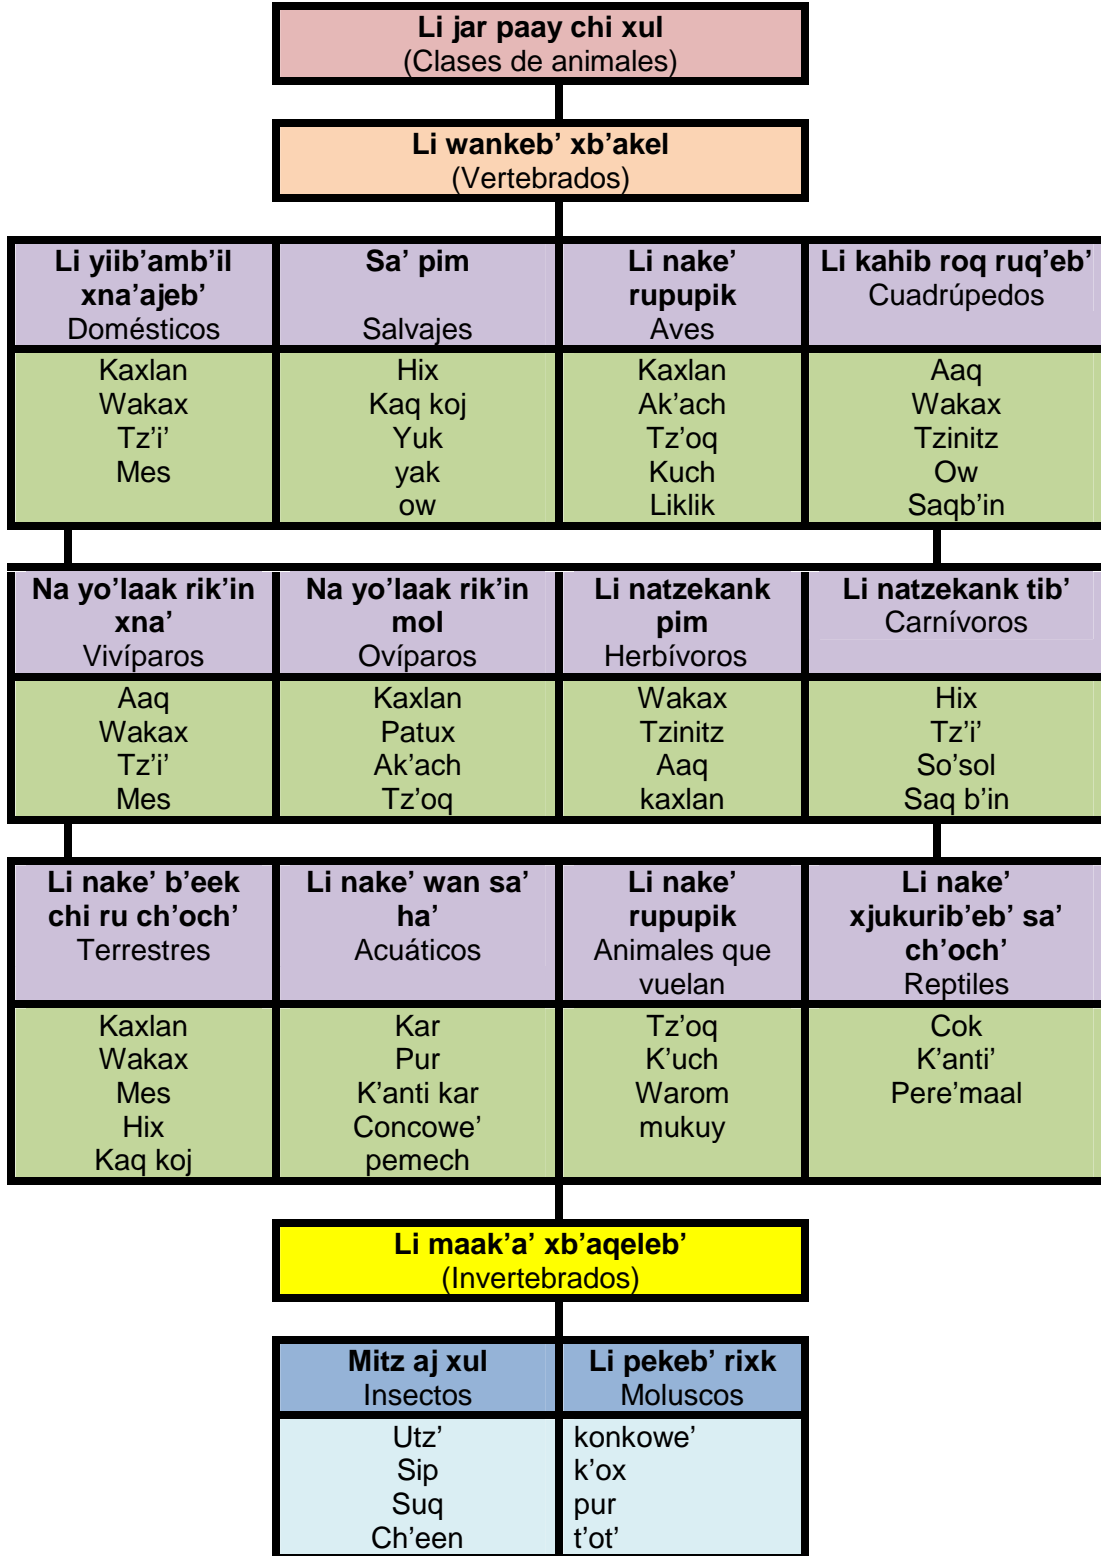 Li jar paay chi xul
(Clases de animales)
Li wankeb’ xb’akel
(Vertebrados)
Li yiib’amb’il
xna’ajeb’
Domésticos
Sa’ pim
Salvajes
Li nake’
rupupik
Aves
Li kahib roq ruq’eb’
Cuadrúpedos
Kaxlan
Wakax
Tz’i’
Mes
Hix
Kaq koj
Yuk
yak
ow
Kaxlan
Ak’ach
Tz’oq
Kuch
Liklik
Aaq
Wakax
Tzinitz
Ow
Saqb’in
Na yo’laak rik’in
xna’
Vivíparos
Na yo’laak rik’in
mol
Ovíparos
Li natzekank
pim
Herbívoros
Li natzekank tib’
Carnívoros
Aaq
Wakax
Tz’i’
Mes
Kaxlan
Patux
Ak’ach
Tz’oq
Wakax
Tzinitz
Aaq
kaxlan
Hix
Tz’i’
So’sol
Saq b’in
Li nake’ b’eek
chi ru ch’och’
Terrestres
Li nake’ wan sa’
ha’
Acuáticos
Li nake’
rupupik
Animales que
vuelan
Li nake’
xjukurib’eb’ sa’
ch’och’
Reptiles
Kaxlan
Wakax
Mes
Hix
Kaq koj
Kar
Pur
K’anti kar
Concowe’
pemech
Tz’oq
K’uch
Warom
mukuy
Cok
K’anti’
Pere’maal
Li maak’a’ xb’aqeleb’
(Invertebrados)
Mitz aj xul
Insectos
Li pekeb’ rixk
Moluscos
Utz’
Sip
Suq
Ch’een
konkowe’
k’ox
pur
t’ot’